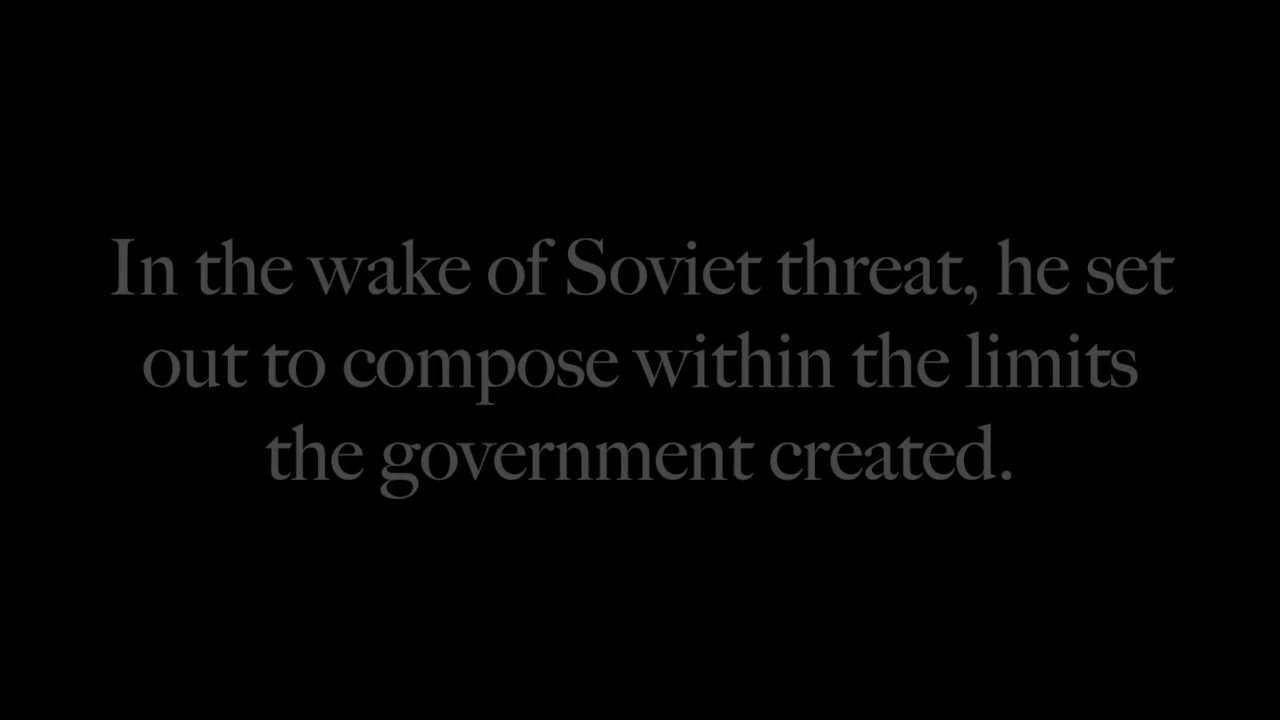 In the wake of Soviet threat, he set
out to compose within the limits
the government created.